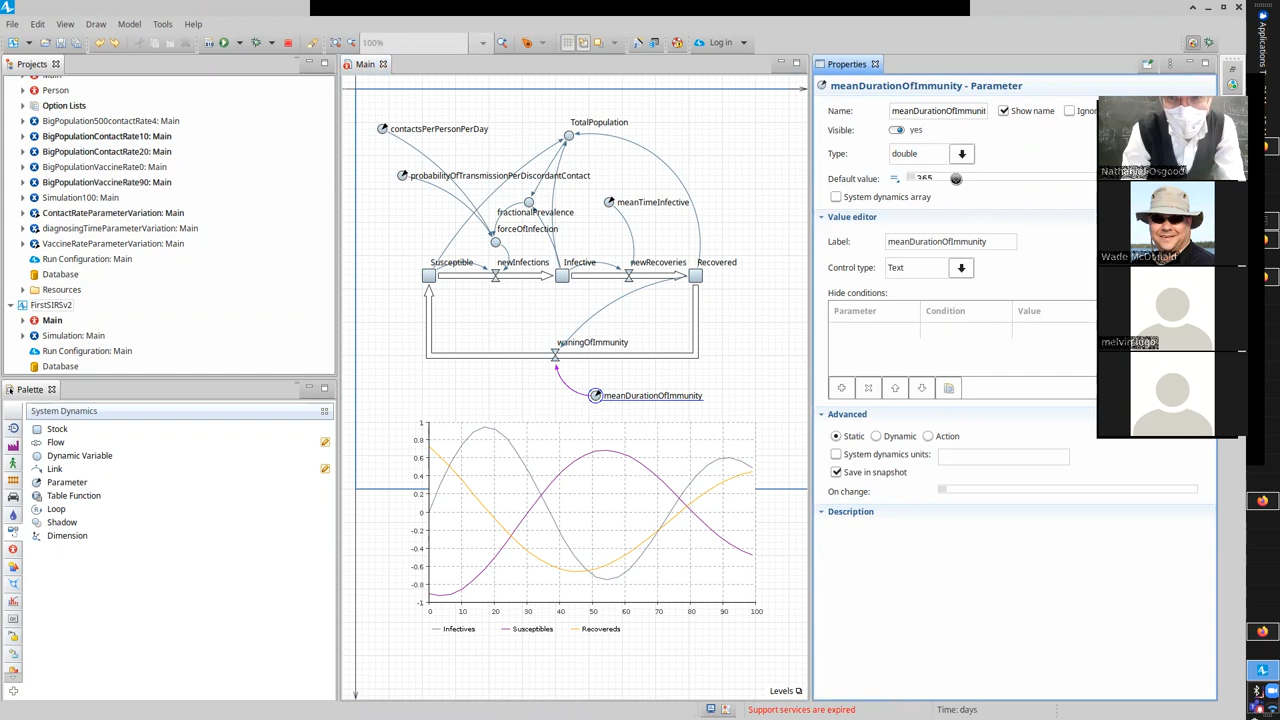 File Edit View Draw Model Tools Help
100%
Log in
Projects
Main
Properties
Main
Person
Option Lists
BigPopulation500contactRate4: Main
BigPopulationContactRate10: Main
BigPopulationContactRate20: Main
BigPopulationVaccineRate0: Main
BigPopulationVaccineRate90: Main
Simulation100: Main
ContactRateParameterVariation: Main
diagnosingTimeParameterVariation: Main
VaccineRateParameterVariation: Main
Run Configuration: Main
Database
Resources
FirstSIRSv2
Main
Simulation: Main
Run Configuration: Main
Database
Palette
System Dynamics
Stock
Flow
Dynamic Variable
Link
Parameter
Table Function
Loop
Shadow
Dimension
contactsPerPersonPerDay
TotalPopulation
probabilityOfTransmissionPerDiscordantContact
fractionalPrevalence
meanTimeInfective
forceOfInfection
Susceptible
newInfections
Infective
newRecoveries
Recovered
waningOfImmunity
meanDurationOfImmunity
1
0.8
0.6
0.4
0.2
0
-0.2
-0.4
-0.6
-0.8
-1
0 10 20 30 40 50 60 70 80 90 100
Infectives Susceptibles Recovereds
Levels
meanDurationOfImmunity - Parameter
Name: meanDurationOfImmunit Show name Ignor
Visible: yes
Type: double
Default value: 365
System dynamics array
Value editor
Label: meanDurationOfImmunity
Control type: Text
Hide conditions:
Parameter Condition Value
Advanced
Static Dynamic Action
System dynamics units:
Save in snapshot
On change:
Description
Nathaniel Osgood
Wade McDonald
melvin lugo
Applications T
Support services are expired
Time: days